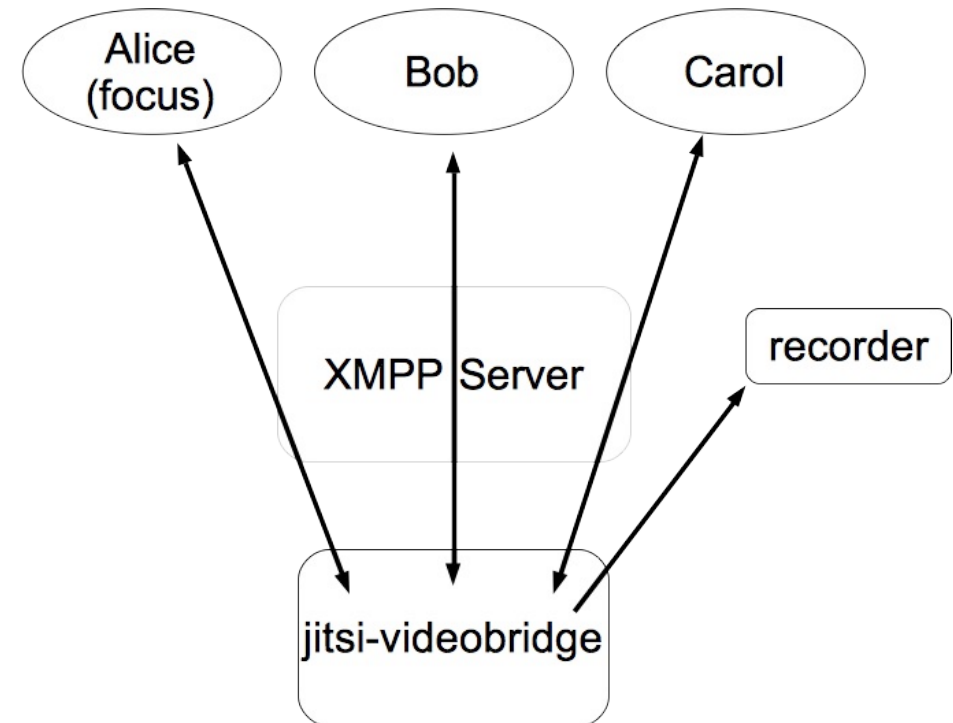 Alice
(focus)
Bob
Carol
XMPP Server
recorder
jitsi-videobridge